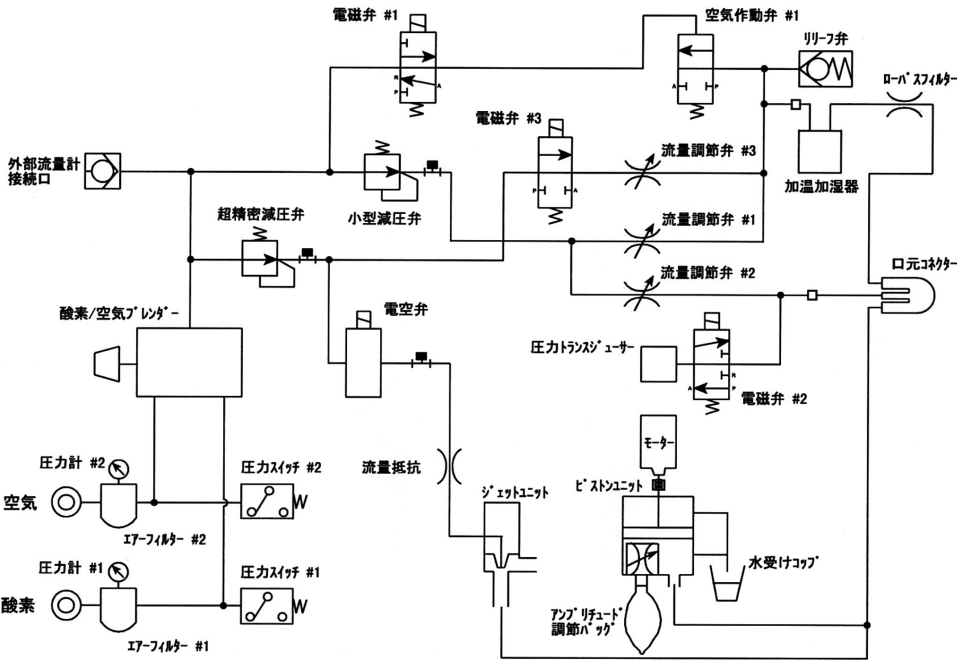 電磁弁 #1
空気作動弁 #1
リリーフ弁
R
P
A
A
P
ローパスフィルター
電磁弁 #3
外部流量計
接続口
流量調節弁 #3
加温加湿器
P
A
小型減圧弁
超精密減圧弁
流量調節弁 #1
流量調節弁 #2
口元コネクター
酸素/空気ブレンダー
電空弁
圧力トランスジューサー
R
A
P
電磁弁 #2
モーター
圧力計 #2
圧力スイッチ #2
流量抵抗
ジェットユニット
ピストンユニット
空気
エアーフィルター #2
水受けコップ
圧力計 #1
圧力スイッチ #1
酸素
アンプリチュード
調節バッグ
エアーフィルター #1